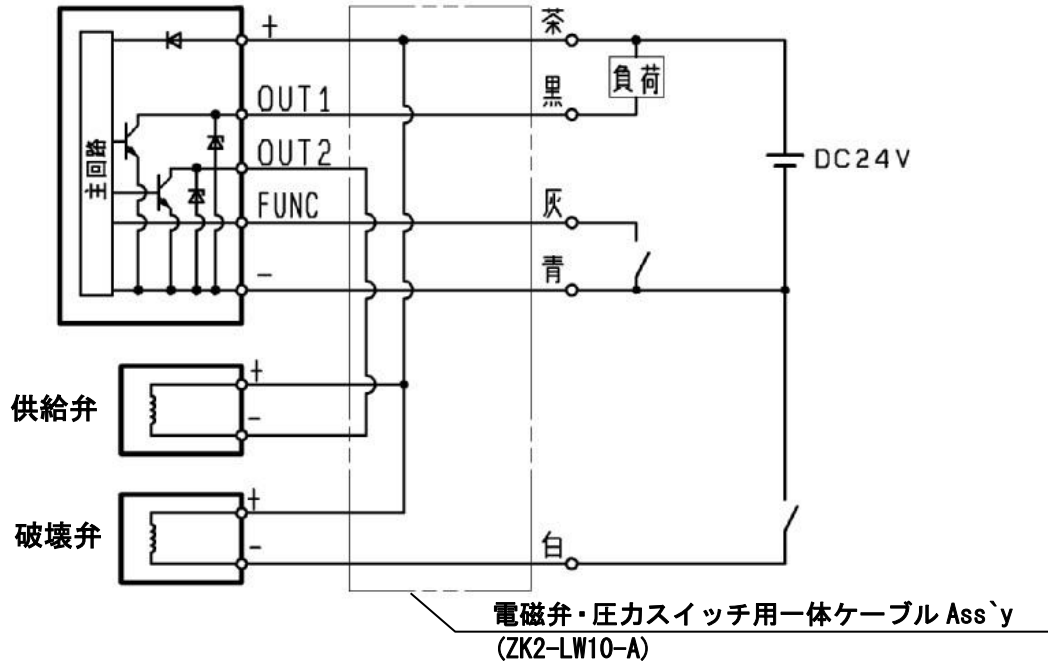 +
茶
負荷
黒
OUT1
OUT2
主回路
DC24V
FUNC
灰
-
青
供給弁
+
-
破壊弁
+
-
白
電磁弁・圧力スイッチ用一体ケーブル Ass`y
(ZK2-LW10-A)